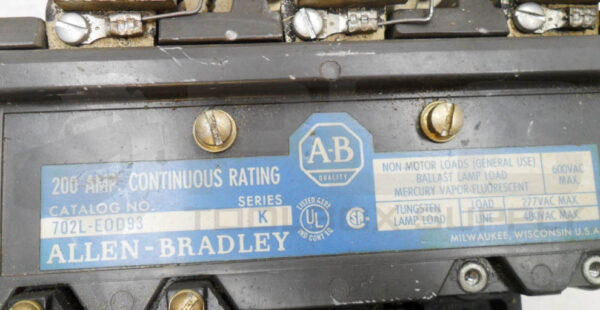 200 AMP. CONTINUOUS RATING
CATALOG NO.
SERIES
702L-EOD93
K
ALLEN-BRADLEY
A-B
QUALITY
LISTED
UL
IND CONT EQ
SA
NON-MOTOR LOADS (GENERAL USE)
BALLAST LAMP LOAD
MERCURY VAPOR-FLUORESCENT
600VAC
MAX.
TUNGSTEN
LAMP LOAD
LOAD
277VAC MAX.
LINE
480VAC MAX.
MILWAUKEE, WISCONSIN U.S.A.